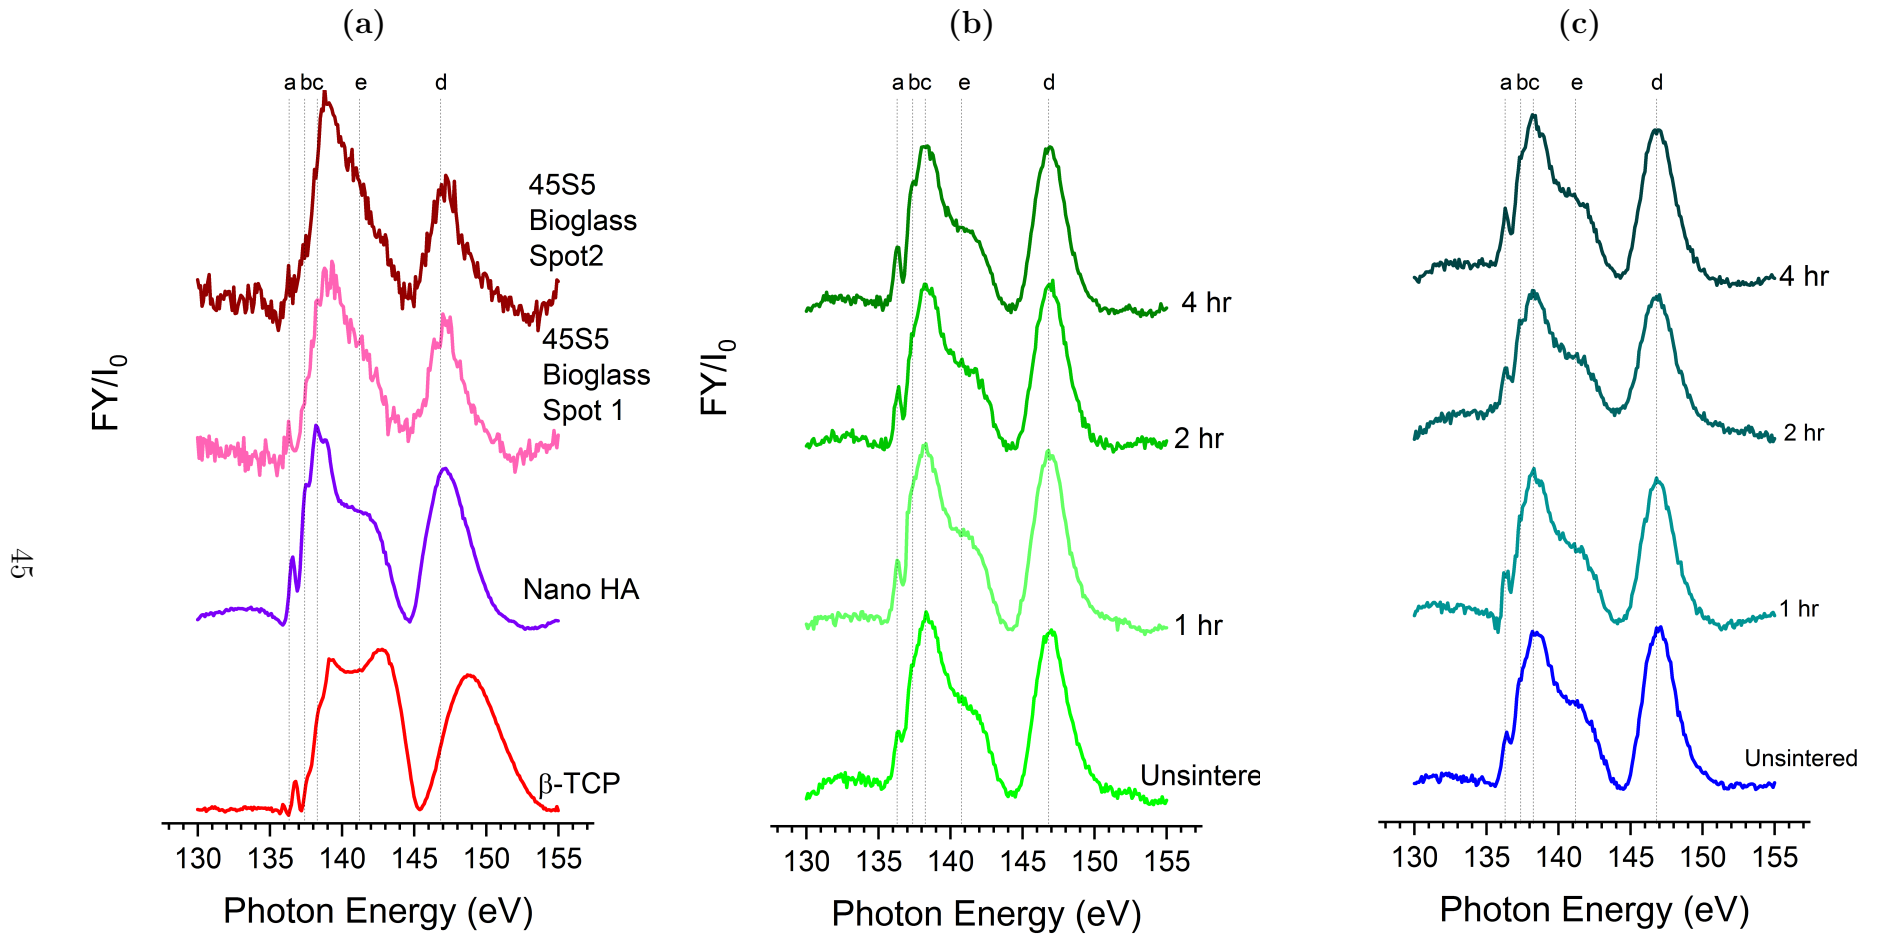 (a)
a bc e d
45S5
Bioglass
Spot2
45S5
Bioglass
Spot 1
Nano HA
β-TCP
FY/I0
130 135 140 145 150 155
Photon Energy (eV)
(b)
a bc e d
4 hr
2 hr
1 hr
Unsintere
FY/I0
130 135 140 145 150 155
Photon Energy (eV)
(c)
a bc e d
4 hr
2 hr
1 hr
Unsintered
130 135 140 145 150 155
Photon Energy (eV)
45